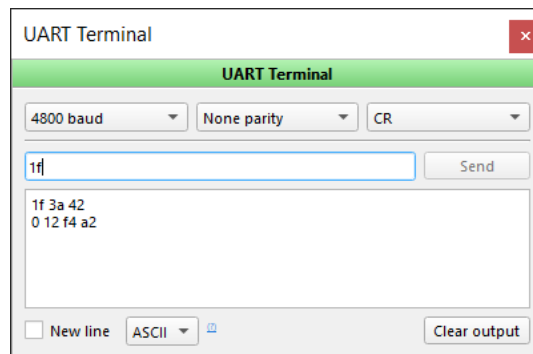 UART Terminal
UART Terminal
4800 baud
None parity
CR
1f
Send
1f 3a 42
0 12 f4 a2
New line
ASCII
(?)
Clear output